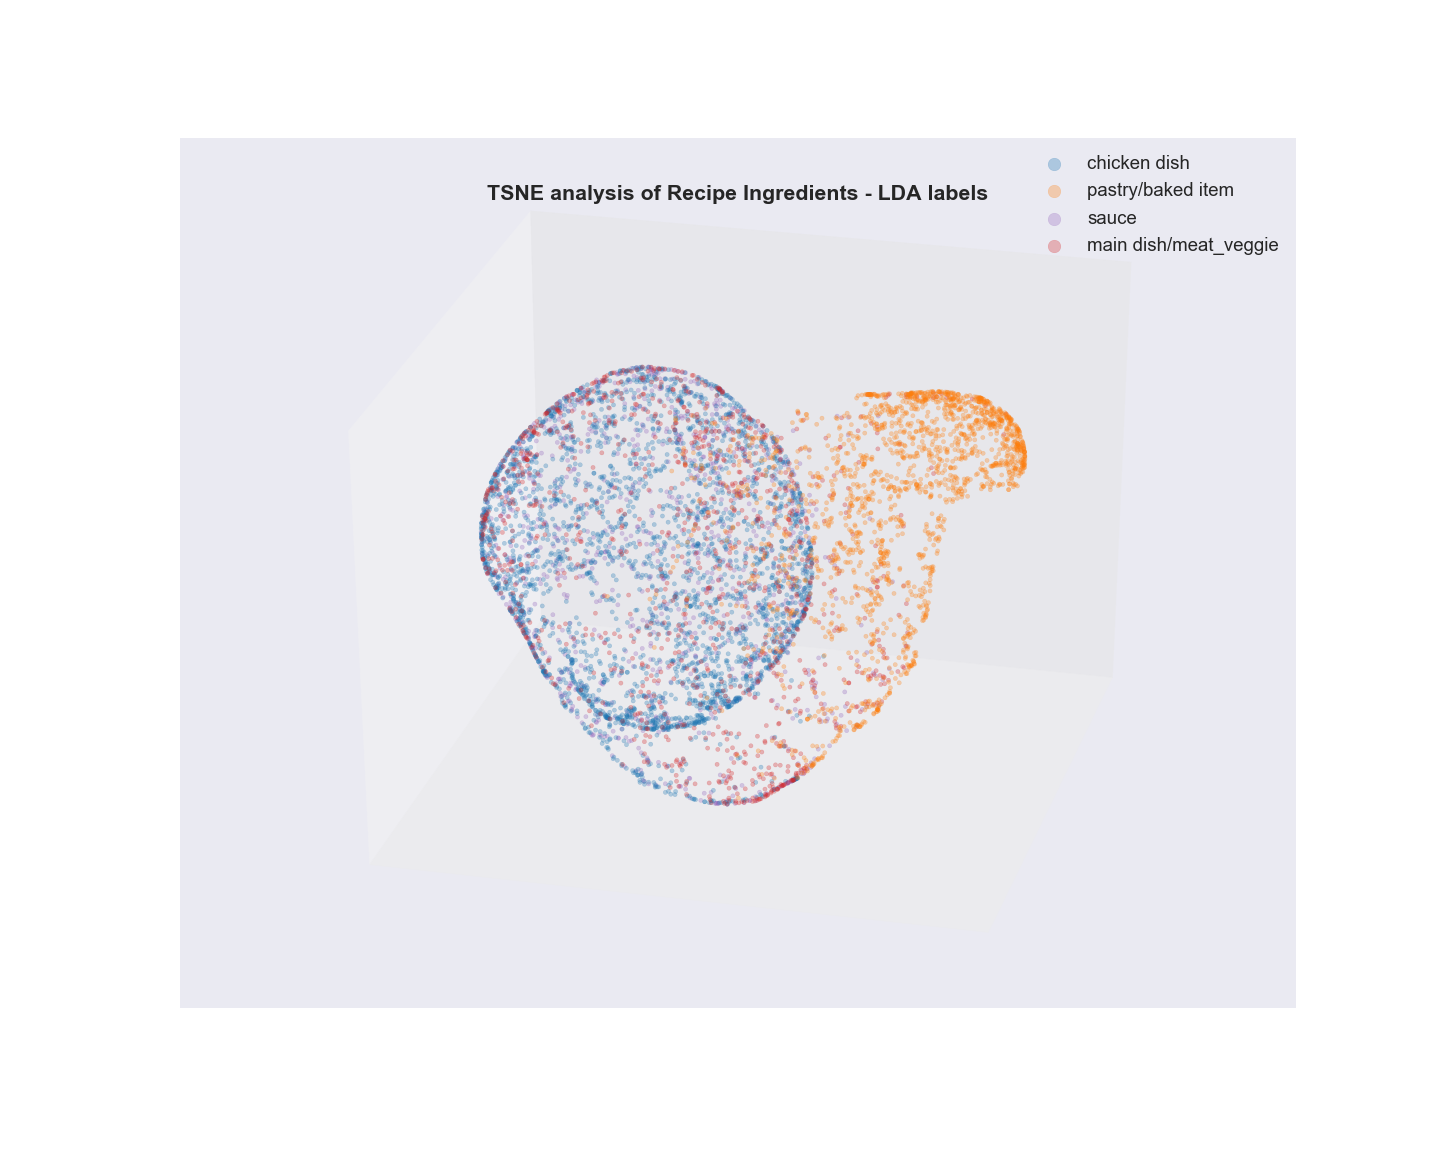 TSNE analysis of Recipe Ingredients - LDA labels
chicken dish
pastry/baked item
sauce
main dish/meat_veggie